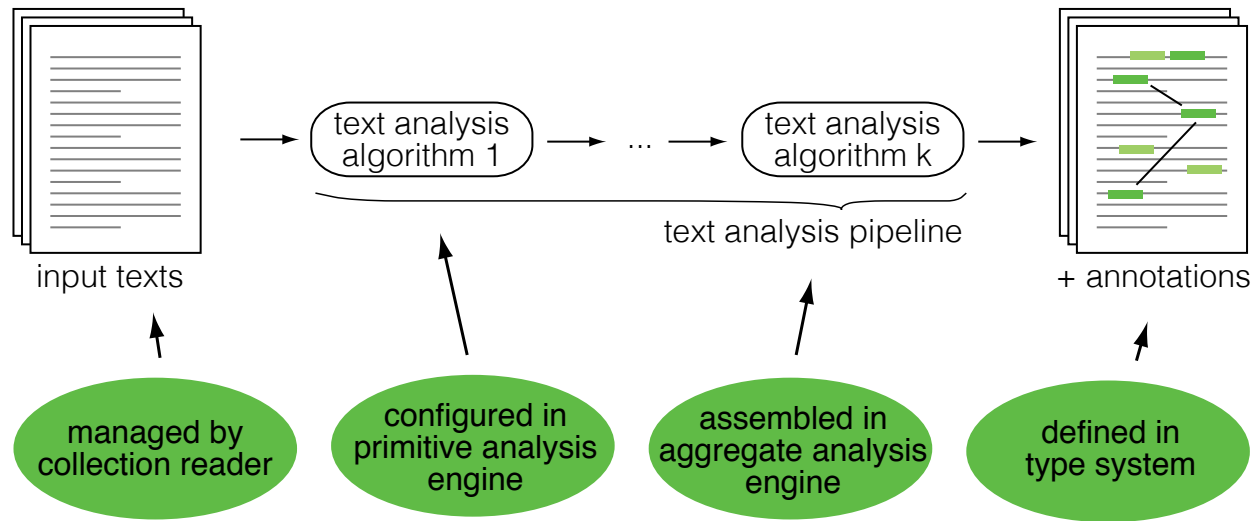 text analysis
algorithm 1
...
text analysis
algorithm k
text analysis pipeline
input texts
+ annotations
managed by
collection reader
configured in
primitive analysis
engine
assembled in
aggregate analysis
engine
defined in
type system